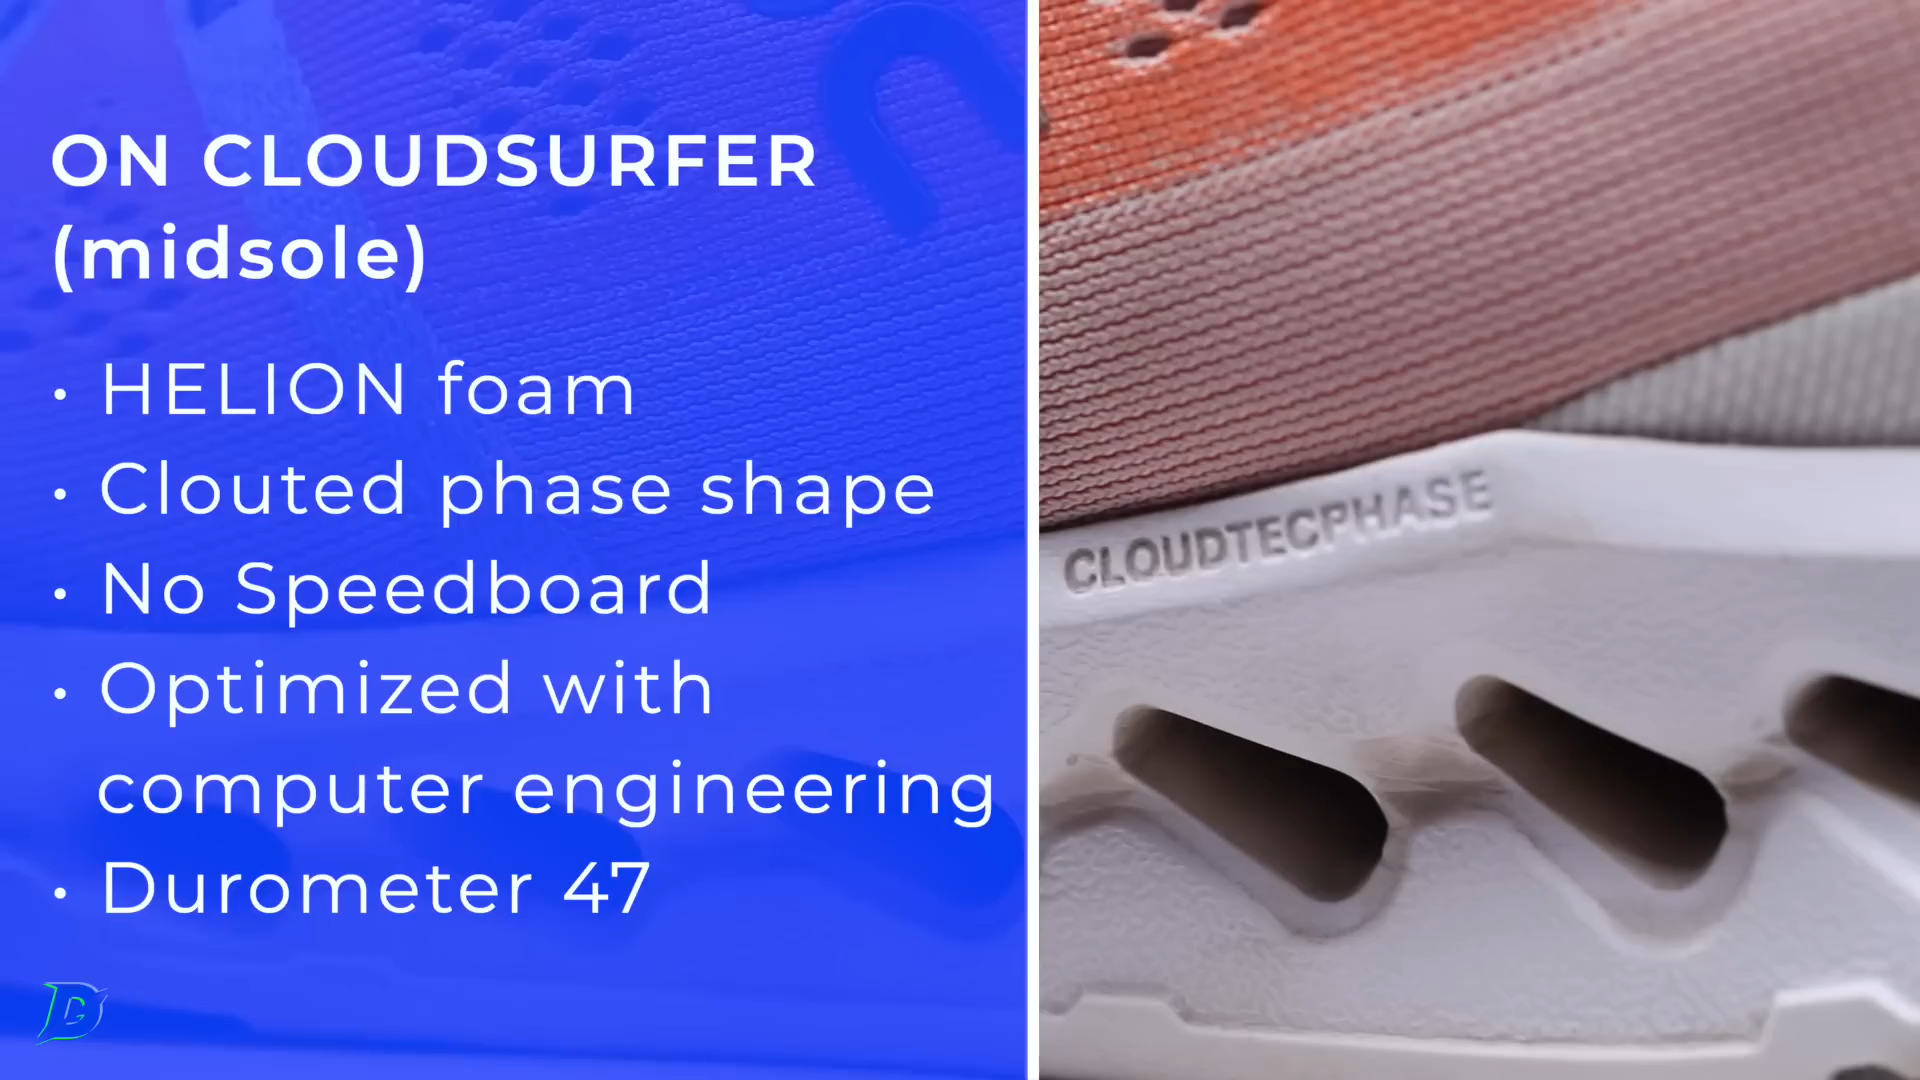 ON CLOUDSURFER
(midsole)
• HELION foam
• Clouted phase shape
• No Speedboard
• Optimized with
computer engineering
• Durometer 47
CLOUDTECPHASE